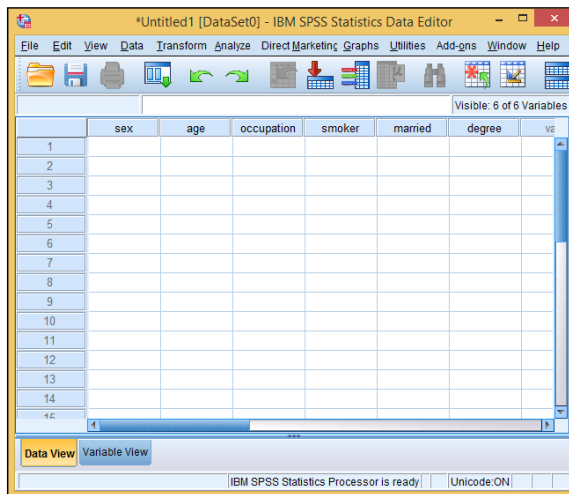 *Untitled1 [DataSet0] - IBM SPSS Statistics Data Editor
File Edit View Data Transform Analyze Direct Marketing Graphs Utilities Add-ons Window Help
Visible: 6 of 6 Variables
sex age occupation smoker married degree va
1
2
3
4
5
6
7
8
9
10
11
12
13
14
15
Data View Variable View
IBM SPSS Statistics Processor is ready Unicode:ON